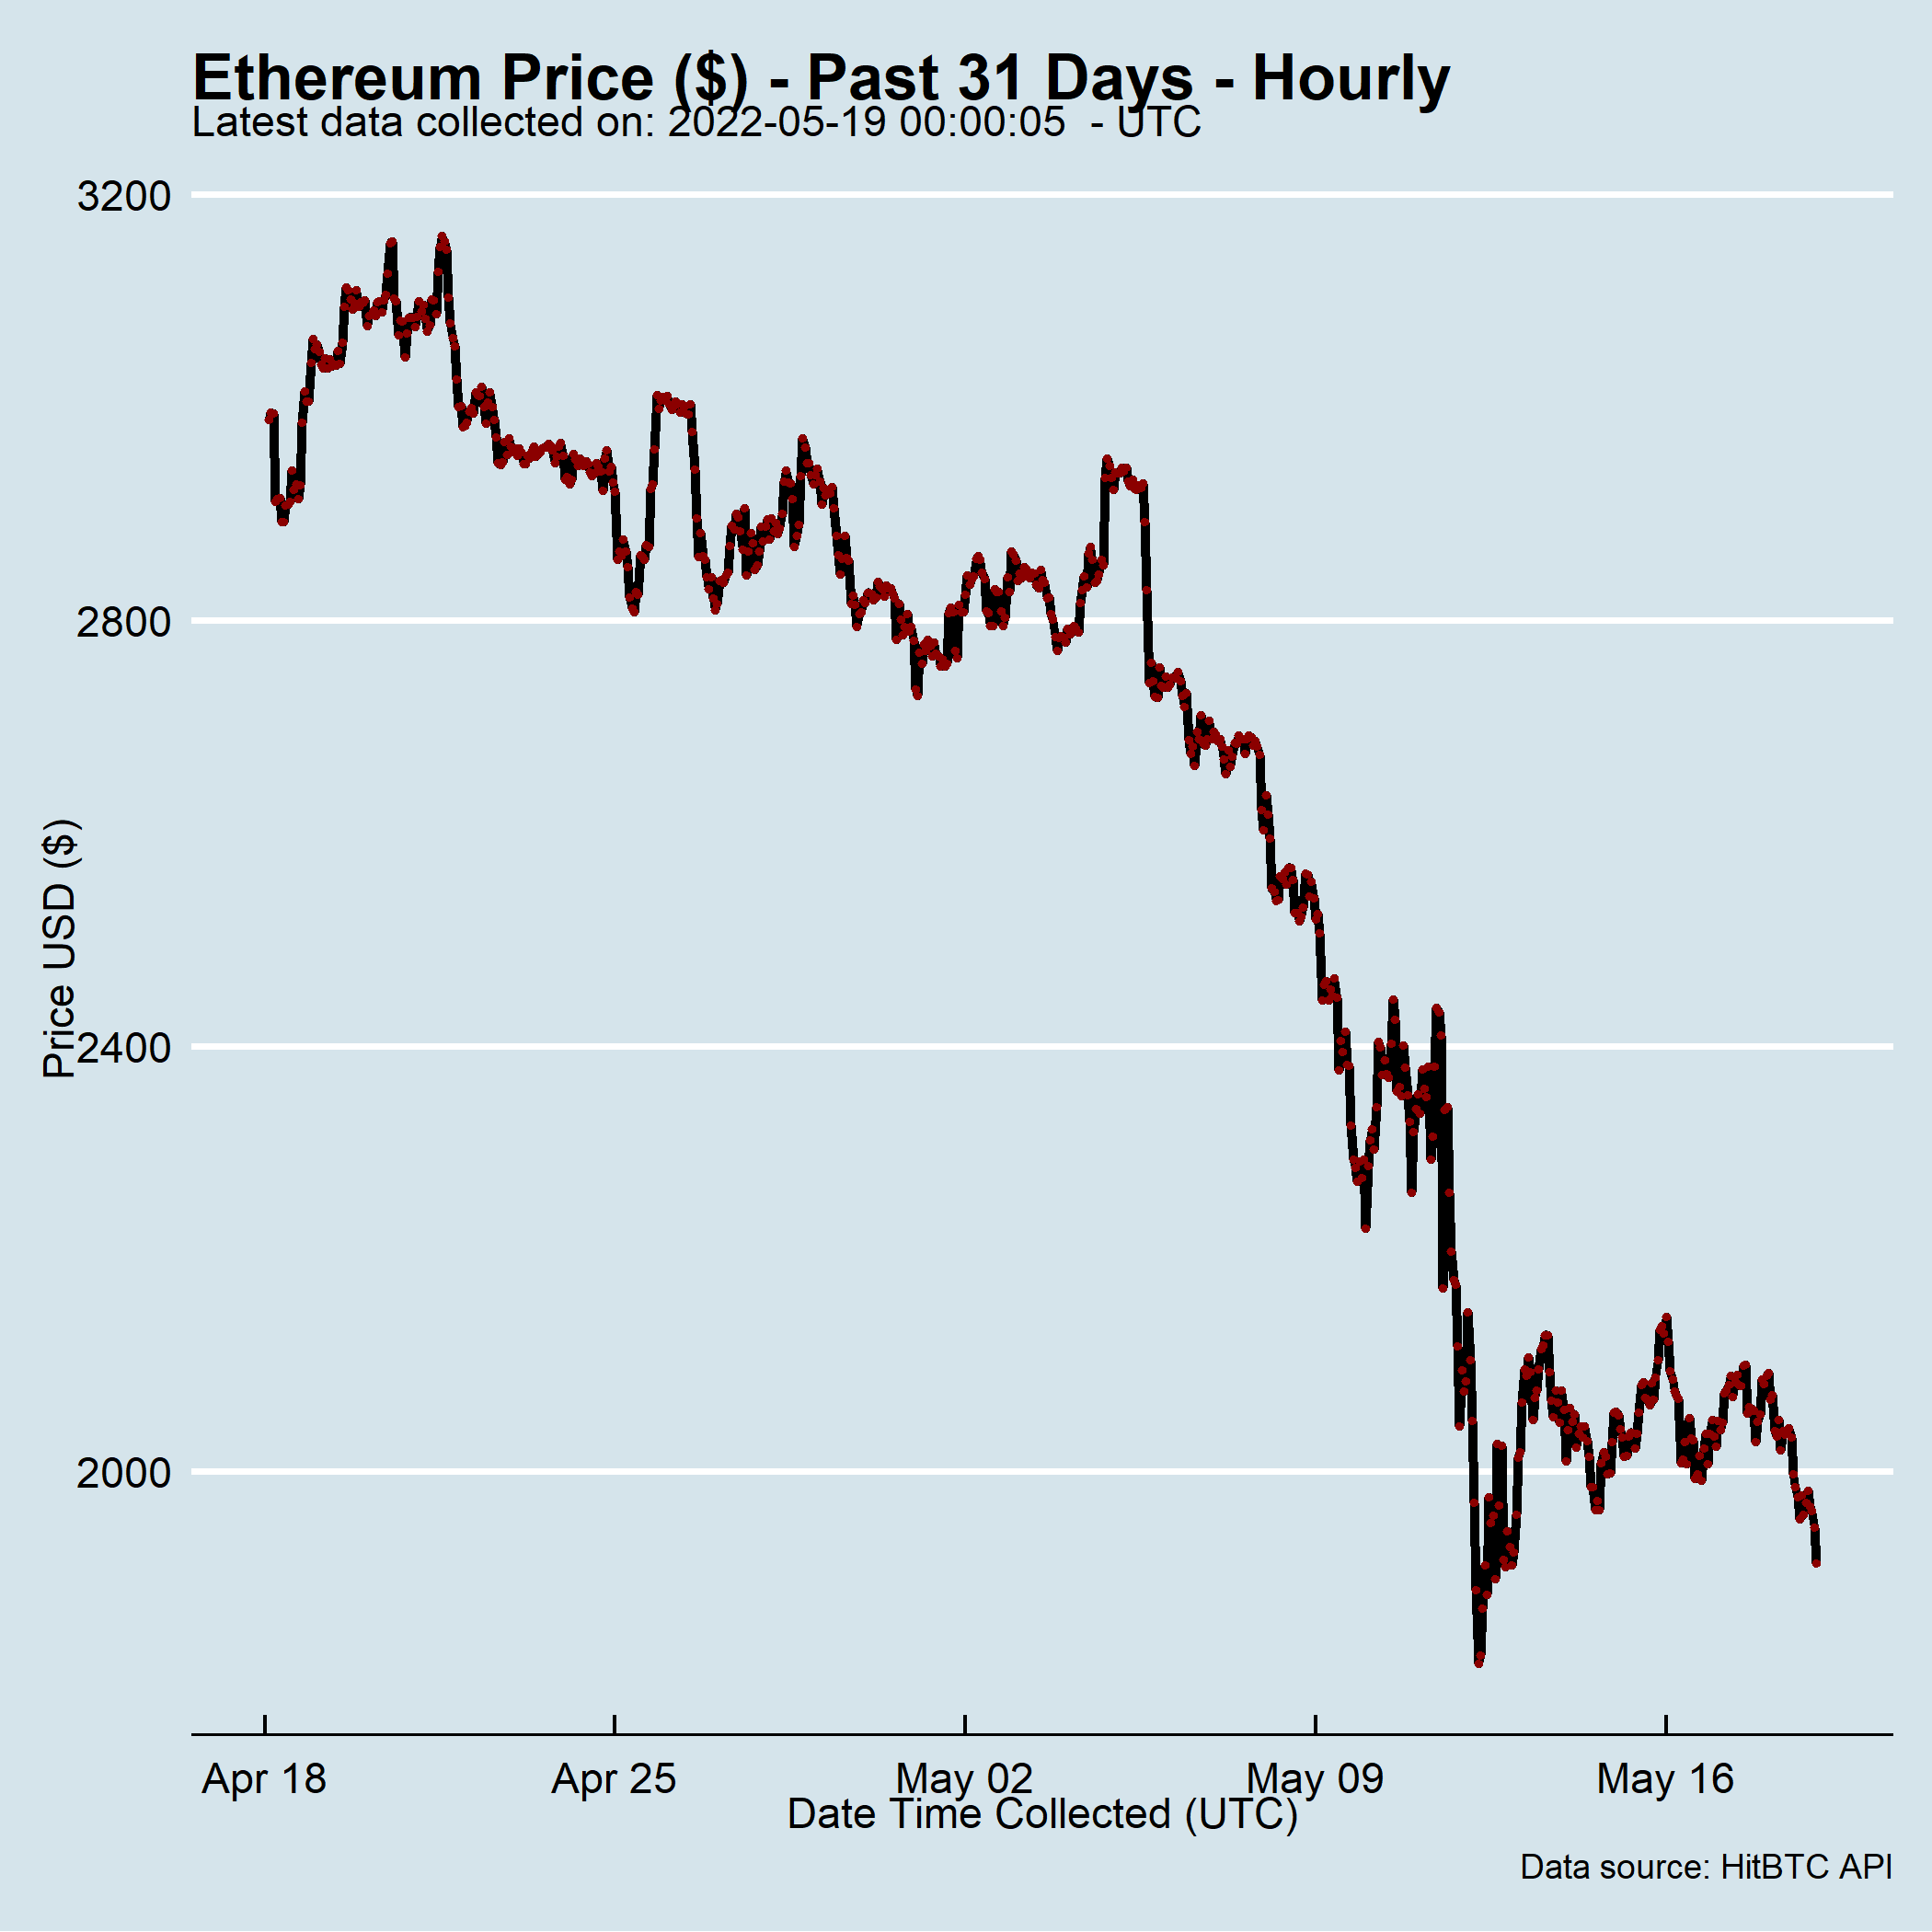 Ethereum Price ($) - Past 31 Days - Hourly
Latest data collected on: 2022-05-19 00:00:05  - UTC
3200
2800
2400
2000
Price USD ($)
Apr 18
Apr 25
May 02
May 09
May 16
Date Time Collected (UTC)
Data source: HitBTC API